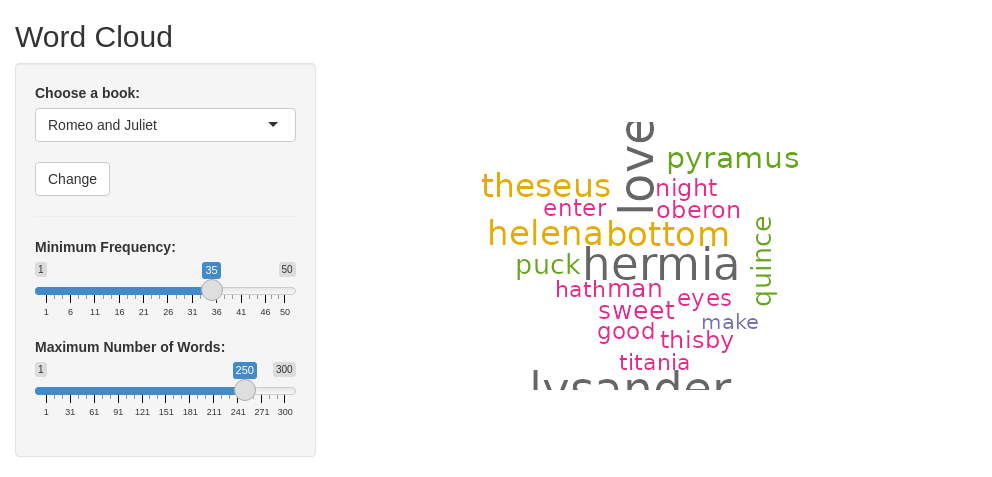 Word Cloud
Choose a book:
Romeo and Juliet
Change
Minimum Frequency:
1 35 50
1 6 11 16 21 26 31 36 41 46 50
Maximum Number of Words:
1 250 300
1 31 61 91 121 151 181 211 241 271 300
love
pyramus
theseus
night
enter
oberon
helena
bottom
quince
puck
hermia
hath
man
eyes
sweet
make
good
thisby
titania
lysander